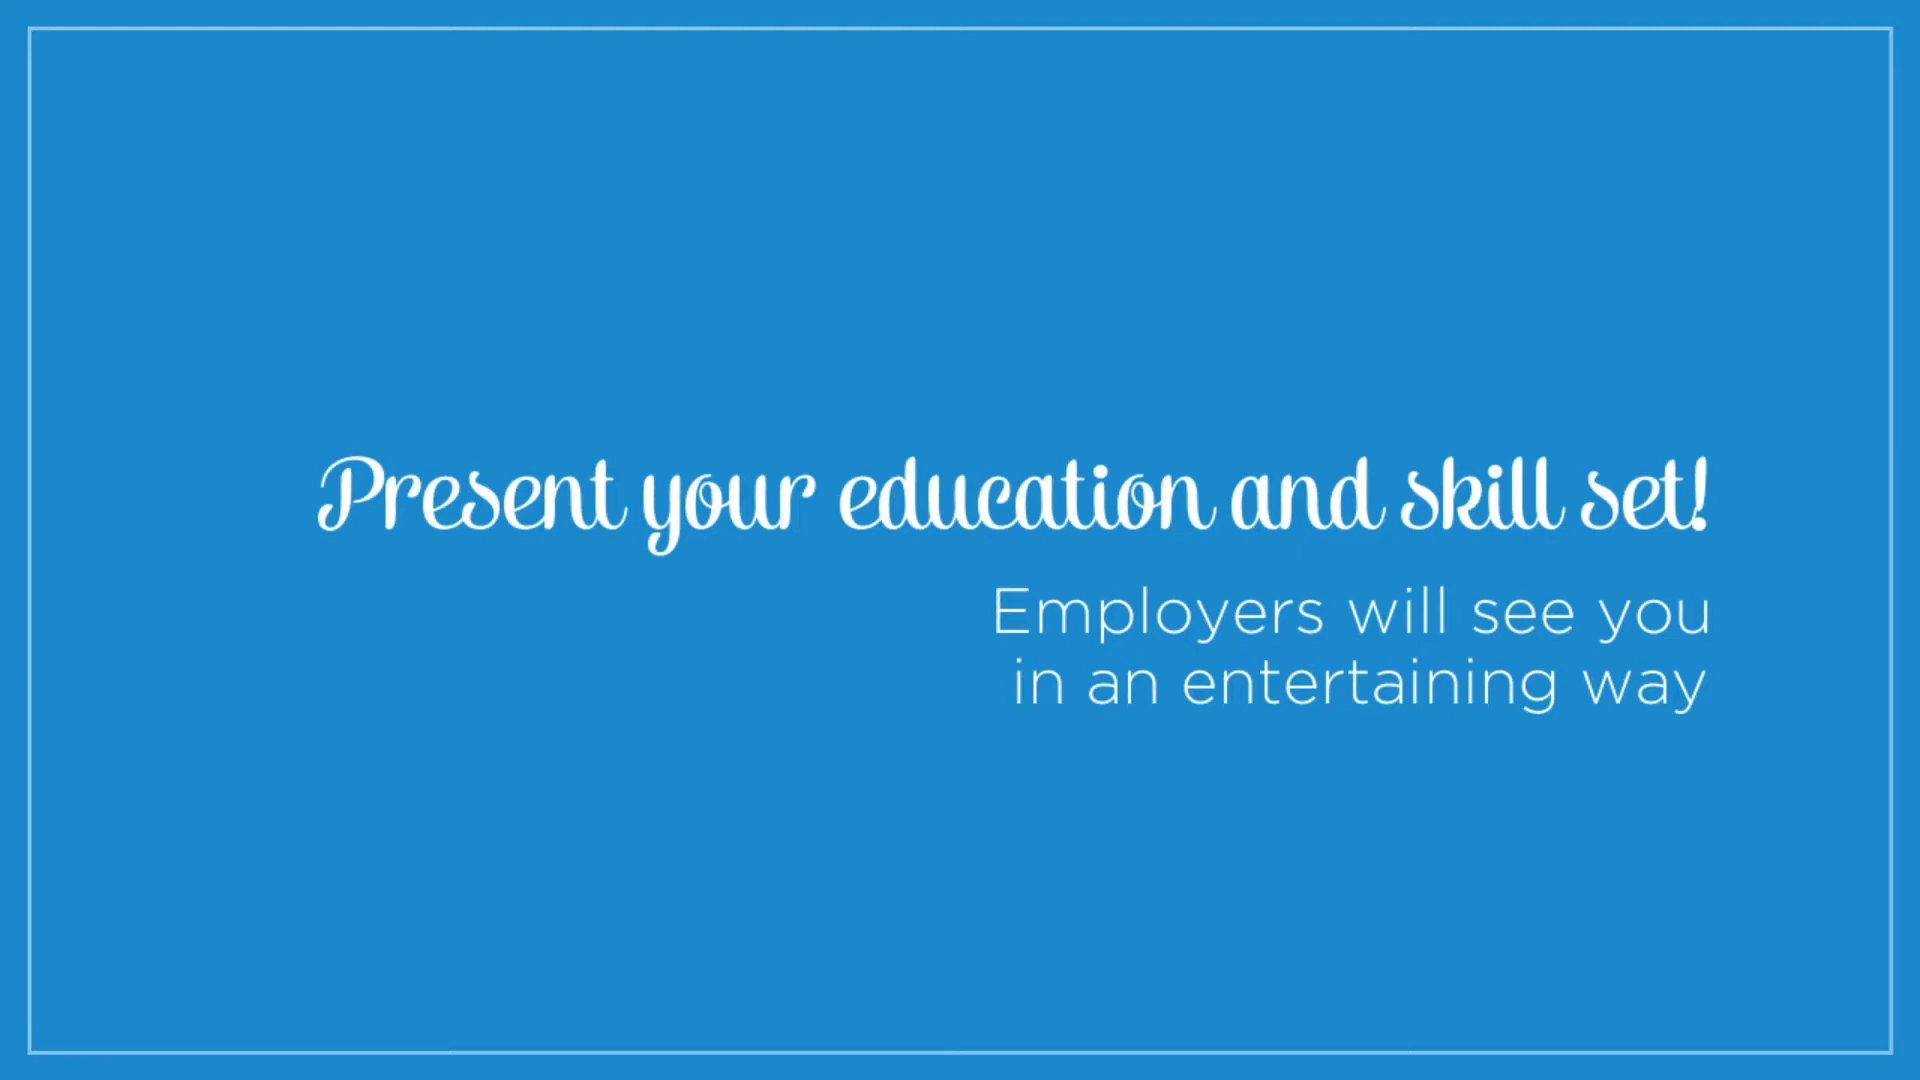 Present your education and skill set!
Employers will see you
in an entertaining way